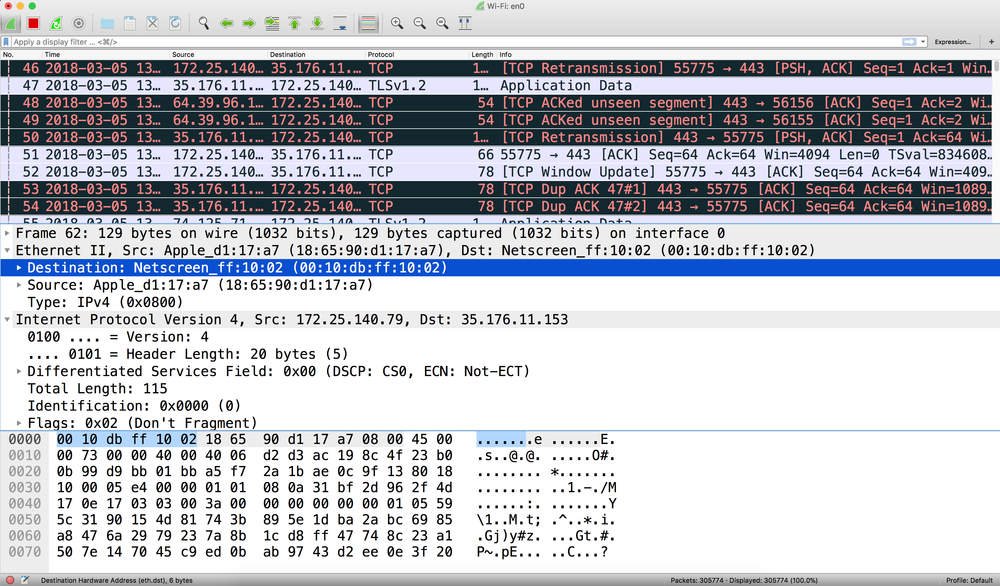 Wi-Fi: en0
Apply a display filter ... <⌘/>
Expression...
+
No. Time Source Destination Protocol Length Info
46 2018-03-05 13… 172.25.140… 35.176.11.… TCP 1… [TCP Retransmission] 55775 → 443 [PSH, ACK] Seq=1 Ack=1 Win…
47 2018-03-05 13… 35.176.11.… 172.25.140… TLSv1.2 1… Application Data
48 2018-03-05 13… 64.39.96.1… 172.25.140… TCP 54 [TCP ACKed unseen segment] 443 → 56156 [ACK] Seq=1 Ack=2 Wi…
49 2018-03-05 13… 64.39.96.1… 172.25.140… TCP 54 [TCP ACKed unseen segment] 443 → 56155 [ACK] Seq=1 Ack=2 Wi…
50 2018-03-05 13… 35.176.11.… 172.25.140… TCP 1… [TCP Retransmission] 443 → 55775 [PSH, ACK] Seq=1 Ack=64 Wi…
51 2018-03-05 13… 172.25.140… 35.176.11.… TCP 66 55775 → 443 [ACK] Seq=64 Ack=64 Win=4094 Len=0 TSval=834608…
52 2018-03-05 13… 172.25.140… 35.176.11.… TCP 78 [TCP Window Update] 55775 → 443 [ACK] Seq=64 Ack=64 Win=409…
53 2018-03-05 13… 35.176.11.… 172.25.140… TCP 78 [TCP Dup ACK 47#1] 443 → 55775 [ACK] Seq=64 Ack=64 Win=1089…
54 2018-03-05 13… 35.176.11.… 172.25.140… TCP 78 [TCP Dup ACK 47#2] 443 → 55775 [ACK] Seq=64 Ack=64 Win=1089…
55 2018-03-05 13… 74.125.71.… 172.25.140… TLSv1.2 1… Application Data
Frame 62: 129 bytes on wire (1032 bits), 129 bytes captured (1032 bits) on interface 0
Ethernet II, Src: Apple_d1:17:a7 (18:65:90:d1:17:a7), Dst: Netscreen_ff:10:02 (00:10:db:ff:10:02)
Destination: Netscreen_ff:10:02 (00:10:db:ff:10:02)
Source: Apple_d1:17:a7 (18:65:90:d1:17:a7)
Type: IPv4 (0x0800)
Internet Protocol Version 4, Src: 172.25.140.79, Dst: 35.176.11.153
0100 .... = Version: 4
.... 0101 = Header Length: 20 bytes (5)
Differentiated Services Field: 0x00 (DSCP: CS0, ECN: Not-ECT)
Total Length: 115
Identification: 0x0000 (0)
Flags: 0x02 (Don't Fragment)
0000 00 10 db ff 10 02 18 65 90 d1 17 a7 08 00 45 00 .......e ......E.
0010 00 73 00 00 40 00 40 06 d2 d3 ac 19 8c 4f 23 b0 .s..@.@. .....O#.
0020 0b 99 d9 bb 01 bb a5 f7 2a 1b ae 0c 9f 13 80 18 ........ *.......
0030 10 00 05 e4 00 00 01 01 08 0a 31 bf 2d 96 2f 4d ........ ..1.-./M
0040 17 0e 17 03 03 00 3a 00 00 00 00 00 00 01 05 59 ......:. .......Y
0050 5c 31 90 15 4d 81 74 3b 89 5e 1d ba 2a bc 69 85 \1..M.t; .^..*.i.
0060 a8 47 6a 29 79 23 7a 8b 1c d8 ff 47 74 8c 23 a1 .Gj)y#z. ...Gt.#.
0070 50 7e 14 70 45 c9 ed 0b ab 97 43 d2 ee 0e 3f 20 P~.pE... ..C...?
Destination Hardware Address (eth.dst), 6 bytes
Packets: 305774 · Displayed: 305774 (100.0%)
Profile: Default